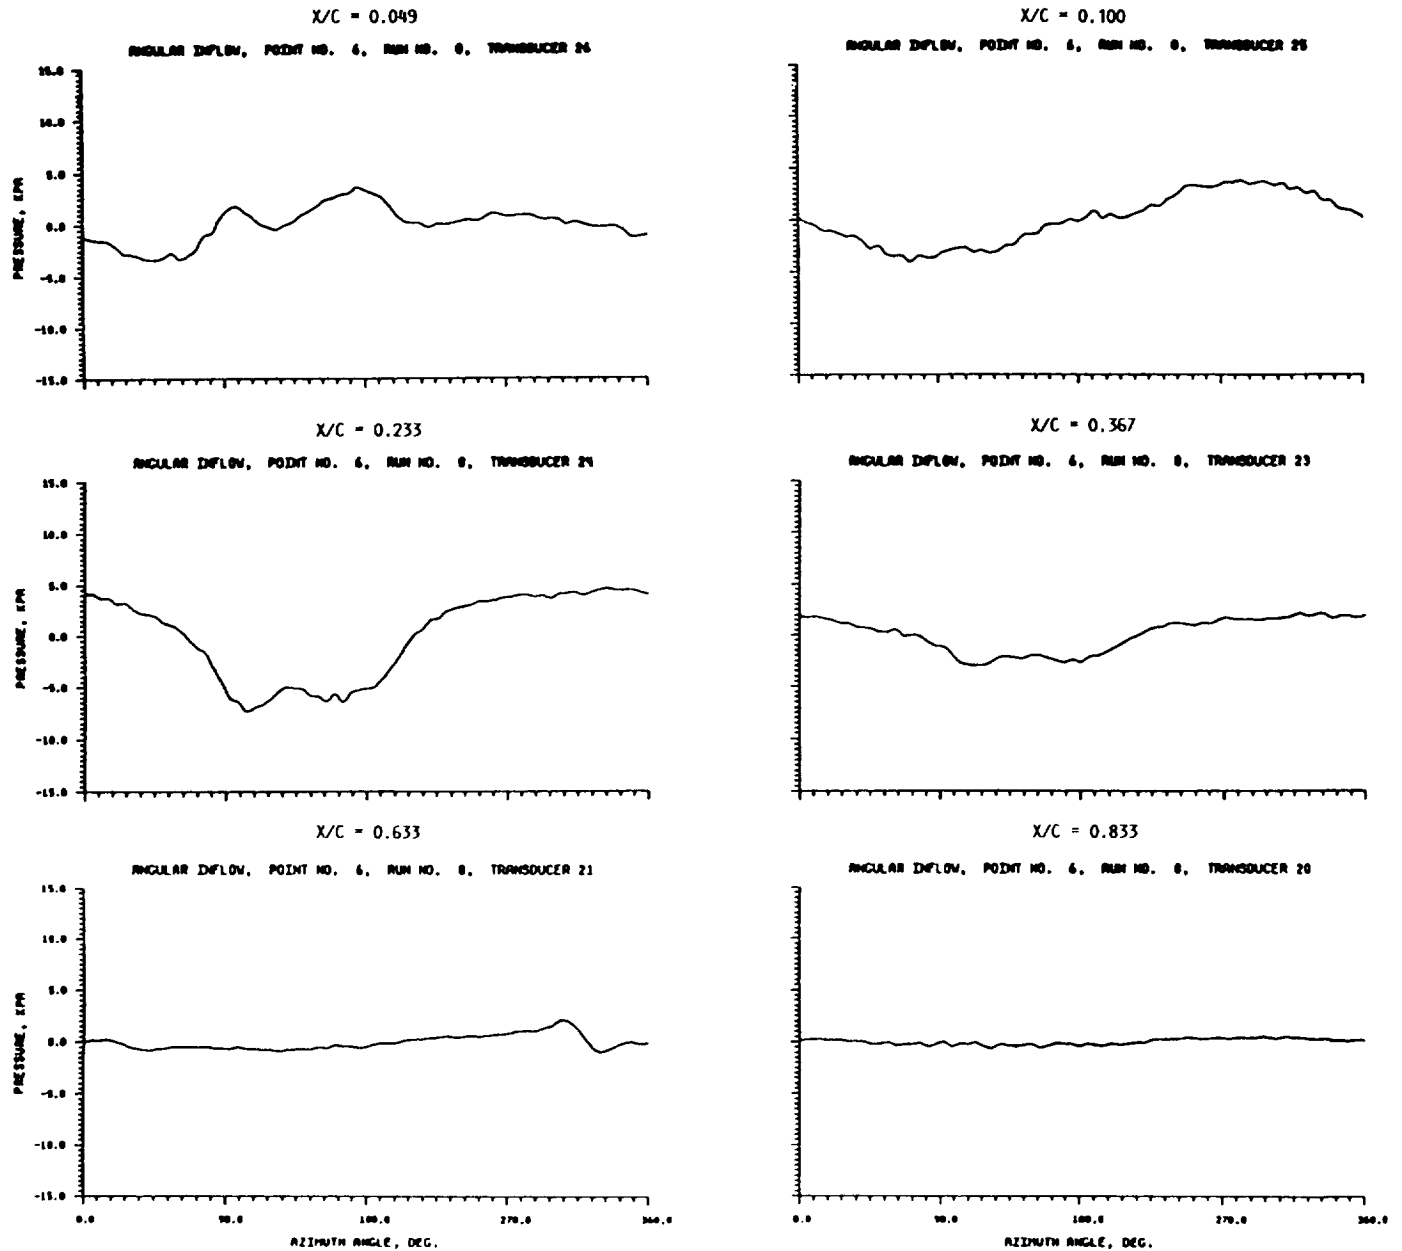 X/C = 0.049
ANGULAR INFLOW, POINT NO. 6, RUN NO. 8, TRANSDUCER 26
15.0
10.0
5.0
0.0
-5.0
-10.0
-15.0
PRESSURE, KPA
X/C = 0.100
ANGULAR INFLOW, POINT NO. 6, RUN NO. 8, TRANSDUCER 25
X/C = 0.233
ANGULAR INFLOW, POINT NO. 6, RUN NO. 8, TRANSDUCER 24
15.0
10.0
5.0
0.0
-5.0
-10.0
-15.0
PRESSURE, KPA
X/C = 0.367
ANGULAR INFLOW, POINT NO. 6, RUN NO. 8, TRANSDUCER 23
X/C = 0.633
ANGULAR INFLOW, POINT NO. 6, RUN NO. 8, TRANSDUCER 21
15.0
10.0
5.0
0.0
-5.0
-10.0
-15.0
PRESSURE, KPA
0.0 90.0 180.0 270.0 360.0
AZIMUTH ANGLE, DEG.
X/C = 0.833
ANGULAR INFLOW, POINT NO. 6, RUN NO. 8, TRANSDUCER 20
0.0 90.0 180.0 270.0 360.0
AZIMUTH ANGLE, DEG.